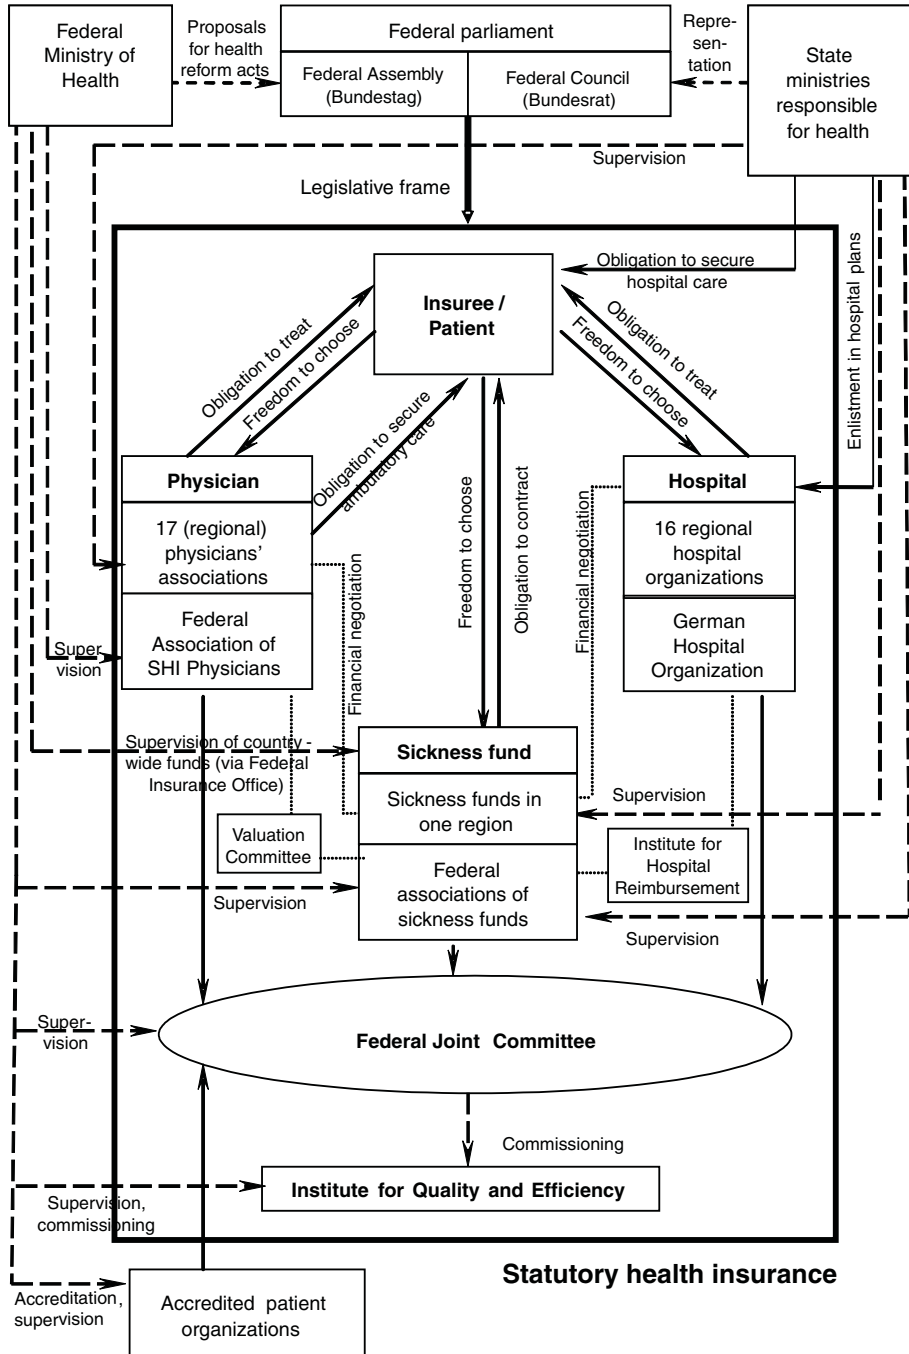 Federal
Ministry of
Health
Proposals
for health
reform acts
Federal parliament
Federal Assembly
(Bundestag)
Federal Council
(Bundesrat)
Repre-
sen-
tation
State
ministries
responsible
for health
Supervision
Legislative frame
Obligation to secure
hospital care
Enlistment in hospital plans
Insuree /
Patient
Obligation to treat
Freedom to choose
Obligation to secure
ambulatory care
Freedom to choose
Obligation to contract
Obligation to treat
Freedom to choose
Physician
17 (regional)
physicians’
associations
Federal
Association of
SHI Physicians
Hospital
16 regional
hospital
organizations
German
Hospital
Organization
Super
vision
Financial negotiation
Financial negotiation
Supervision of country -
wide funds (via Federal
Insurance Office)
Sickness fund
Sickness funds in
one region
Federal
associations of
sickness funds
Valuation
Committee
Institute for
Hospital
Reimbursement
Supervision
Supervision
Supervision
Super-
vision
Federal Joint Committee
Commissioning
Institute for Quality and Efficiency
Supervision,
commissioning
Statutory health insurance
Accreditation,
supervision
Accredited patient
organizations